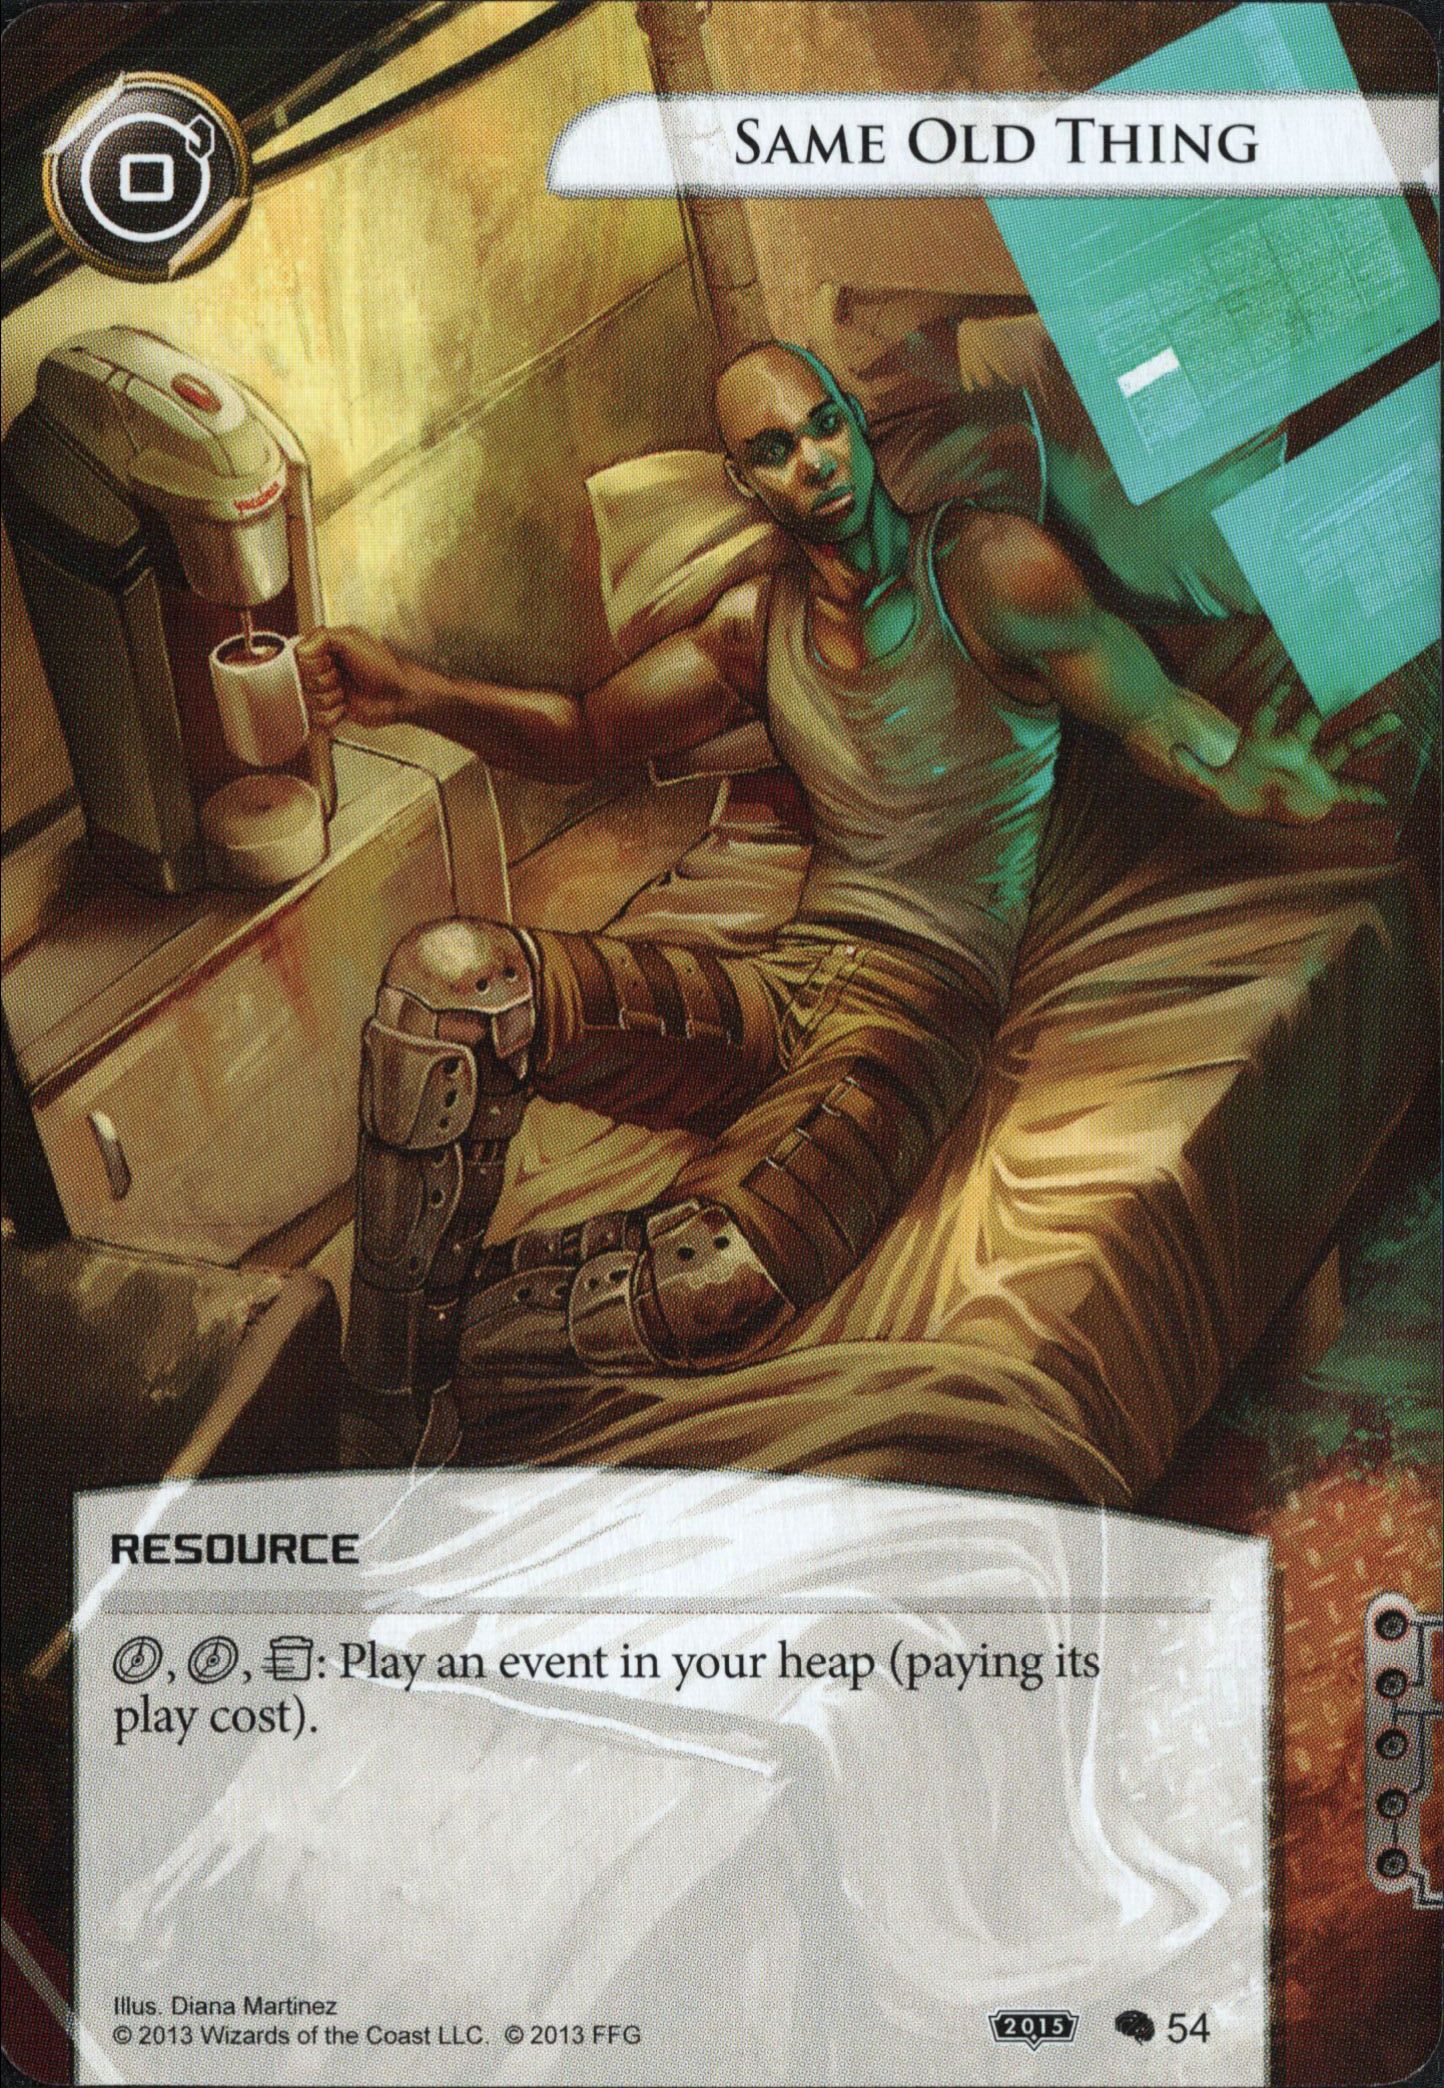 0
Same Old Thing
RESOURCE
, , : Play an event in your heap (paying its
play cost).
Illus. Diana Martinez
© 2013 Wizards of the Coast LLC. © 2013 FFG
2015 54